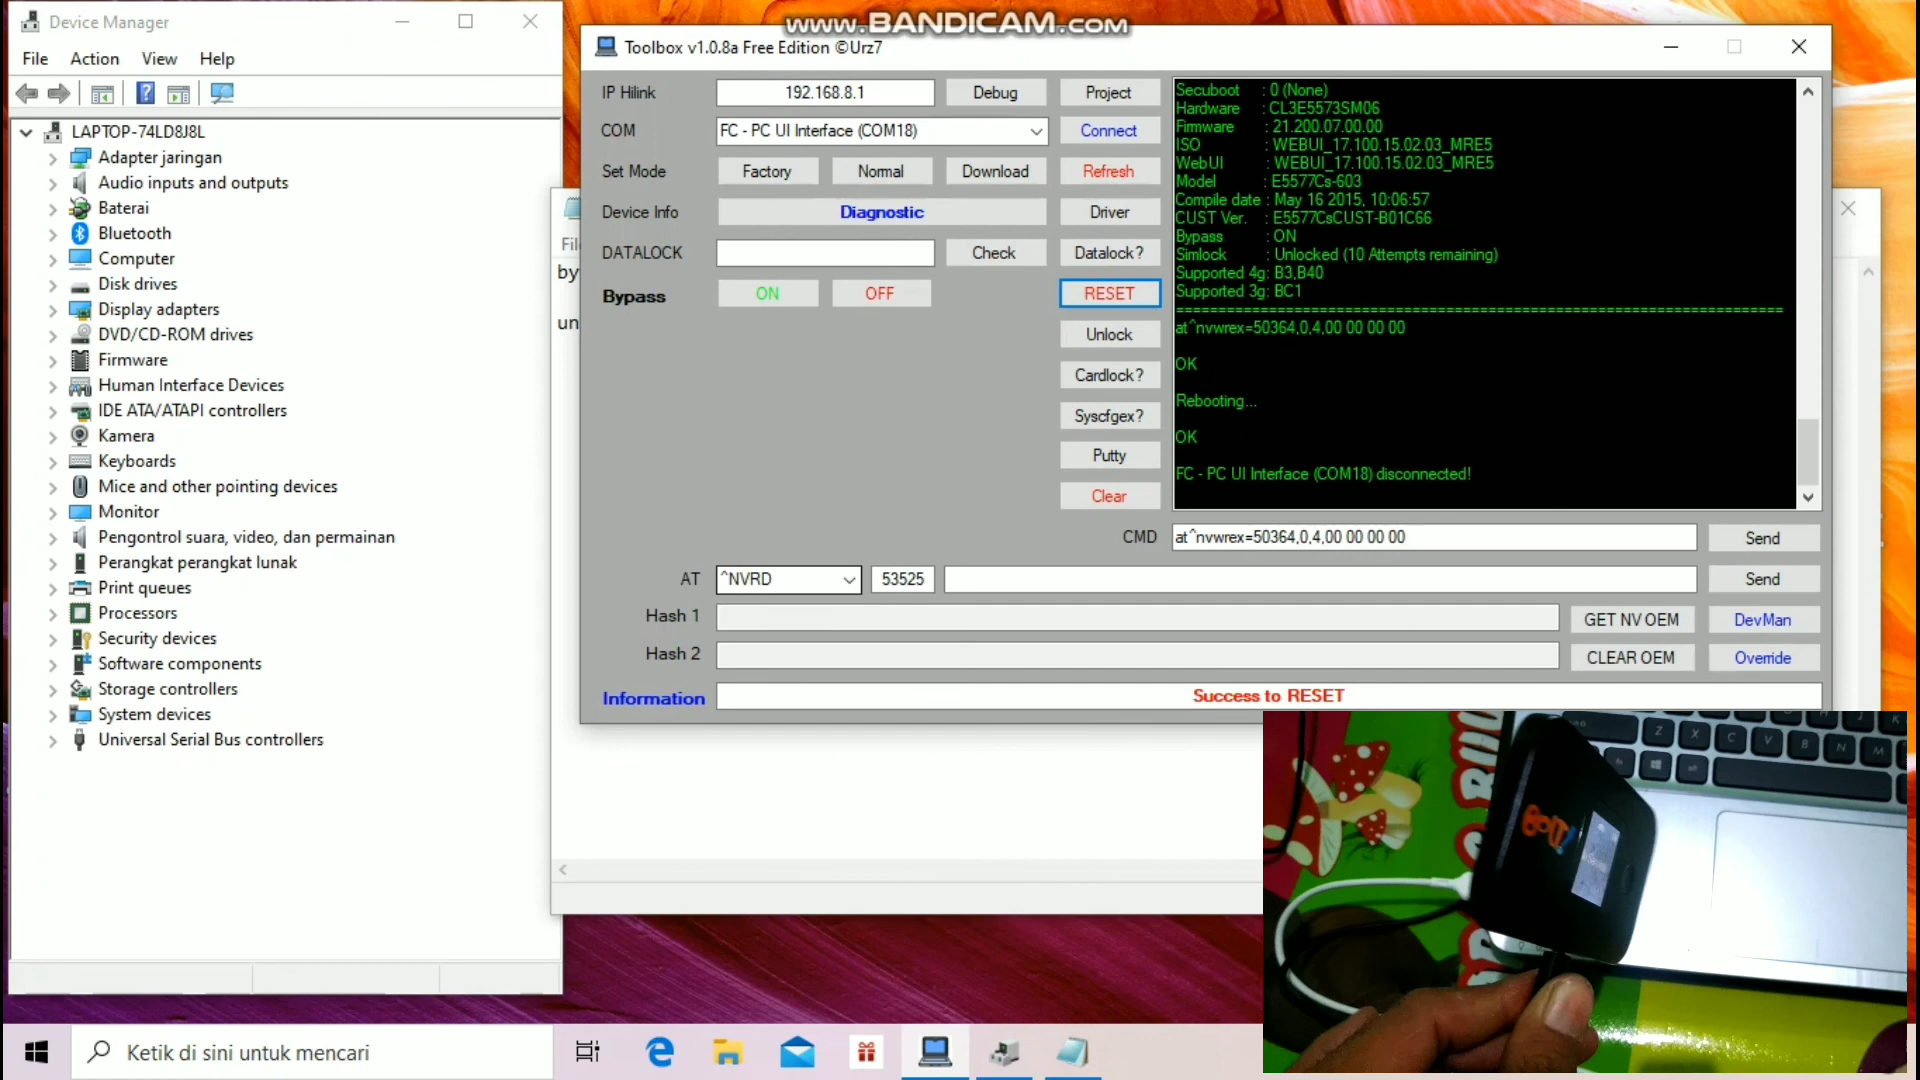 Device Manager
www.BANDICAM.com
File Action View Help
LAPTOP-74LD8J8L
Adapter jaringan
Audio inputs and outputs
Baterai
Bluetooth
Computer
Disk drives
Display adapters
DVD/CD-ROM drives
Firmware
Human Interface Devices
IDE ATA/ATAPI controllers
Kamera
Keyboards
Mice and other pointing devices
Monitor
Pengontrol suara, video, dan permainan
Perangkat perangkat lunak
Print queues
Processors
Security devices
Software components
Storage controllers
System devices
Universal Serial Bus controllers
Fil
by
un
Toolbox v1.0.8a Free Edition ©Urz7
IP Hilink 192.168.8.1 Debug Project
COM FC - PC UI Interface (COM18) Connect
Set Mode Factory Normal Download Refresh
Device Info Diagnostic Driver
DATALOCK Check Datalock?
Bypass ON OFF RESET
Unlock
Cardlock?
Syscfgex?
Putty
Clear
Secuboot : 0 (None)
Hardware : CL3E5573SM06
Firmware : 21.200.07.00.00
ISO : WEBUI_17.100.15.02.03_MRE5
WebUI : WEBUI_17.100.15.02.03_MRE5
Model : E5577Cs-603
Compile date : May 16 2015, 10:06:57
CUST Ver. : E5577CsCUST-B01C66
Bypass : ON
Simlock : Unlocked (10 Attempts remaining)
Supported 4g: B3,B40
Supported 3g: BC1
==========================================================================
at^nvwrex=50364,0,4,00 00 00 00
OK
Rebooting...
OK
FC - PC UI Interface (COM18) disconnected!
CMD at^nvwrex=50364,0,4,00 00 00 00 Send
AT ^NVRD 53525 Send
Hash 1 GET NV OEM DevMan
Hash 2 CLEAR OEM Override
Information Success to RESET
BOLT
Z X C V B N M
Ketik di sini untuk mencari